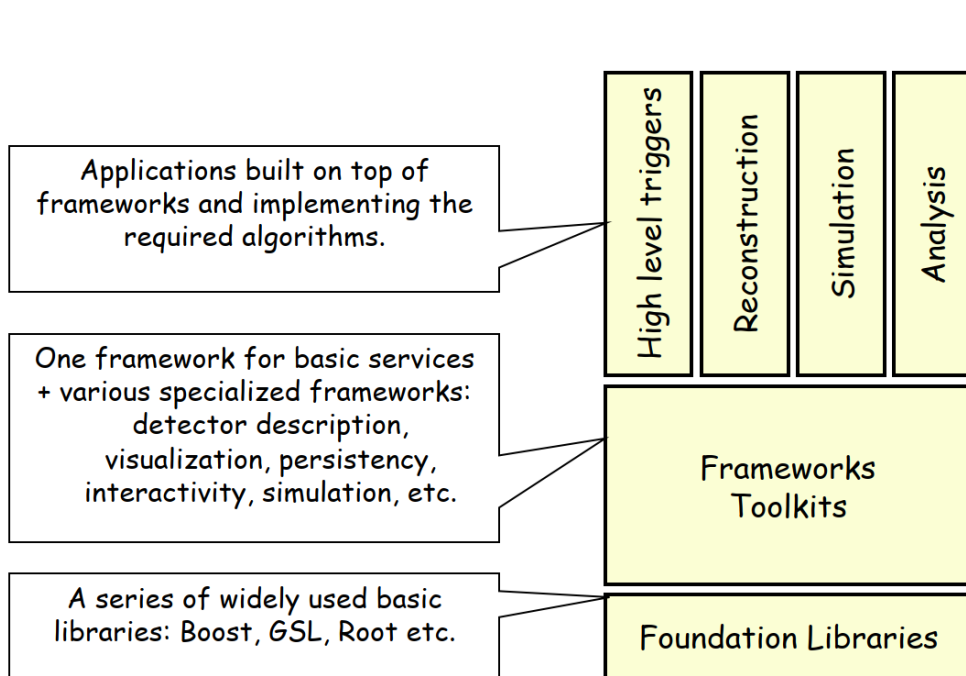 Applications built on top of
frameworks and implementing the
required algorithms.
High level triggers
Reconstruction
Simulation
Analysis
One framework for basic services
+ various specialized frameworks:
detector description,
visualization, persistency,
interactivity, simulation, etc.
Frameworks
Toolkits
A series of widely used basic
libraries: Boost, GSL, Root etc.
Foundation Libraries